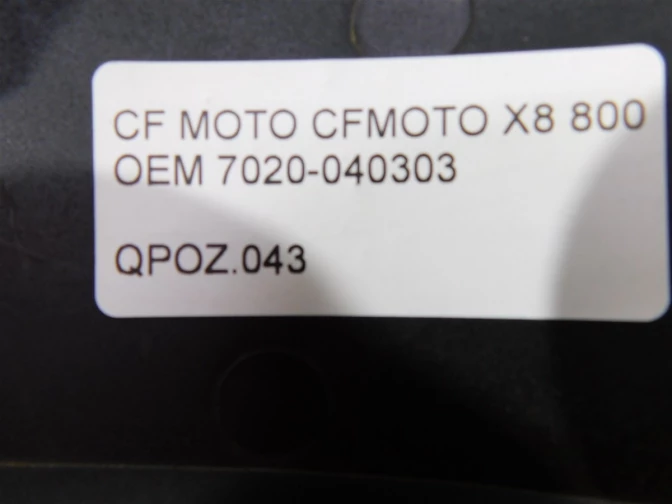 CF MOTO CFMOTO X8 800
OEM 7020-040303
QPOZ.043